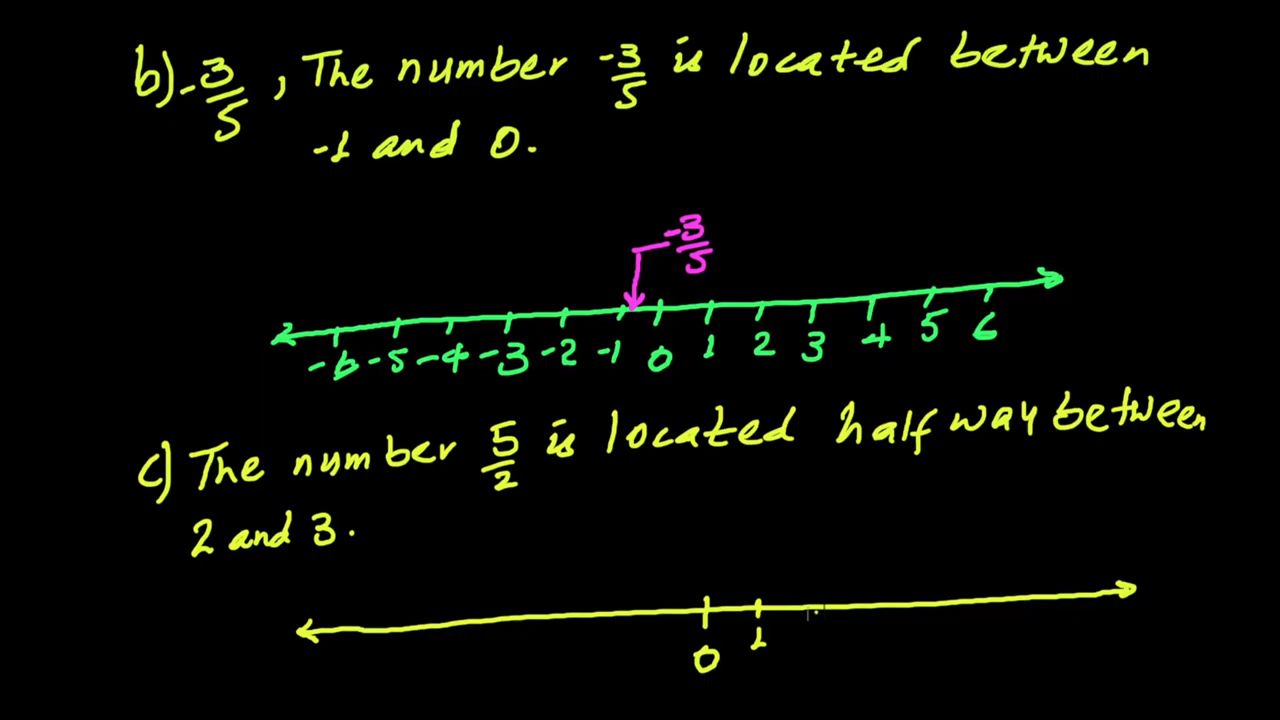 b) -3/5, The number -3/5 is located between
-1 and 0.
-3/5
-6 -5 -4 -3 -2 -1 0 1 2 3 4 5 6
c) The number 5/2 is located half way between
2 and 3.
0 1